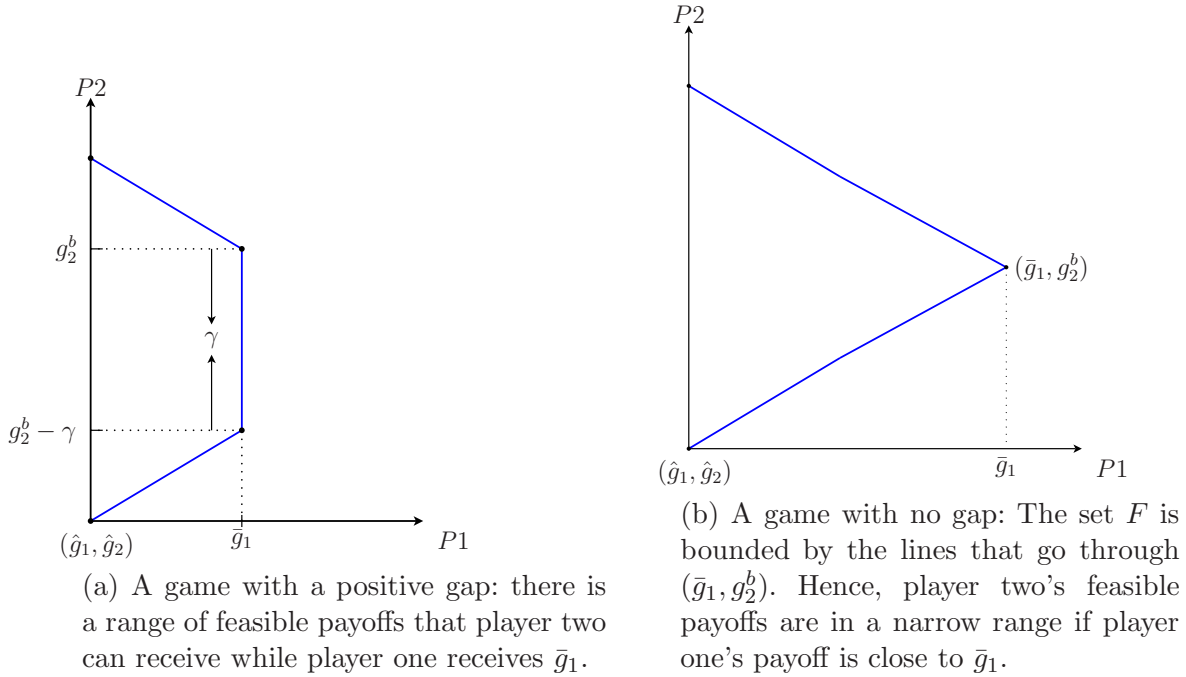 P2
g_2^b
γ
g_2^b − γ
(ĝ_1, ĝ_2)
ḡ_1
P1
(a) A game with a positive gap: there is
a range of feasible payoffs that player two
can receive while player one receives ḡ_1.
P2
(ḡ_1, g_2^b)
(ĝ_1, ĝ_2)
ḡ_1
P1
(b) A game with no gap: The set F is
bounded by the lines that go through
(ḡ_1, g_2^b). Hence, player two's feasible
payoffs are in a narrow range if player
one's payoff is close to ḡ_1.